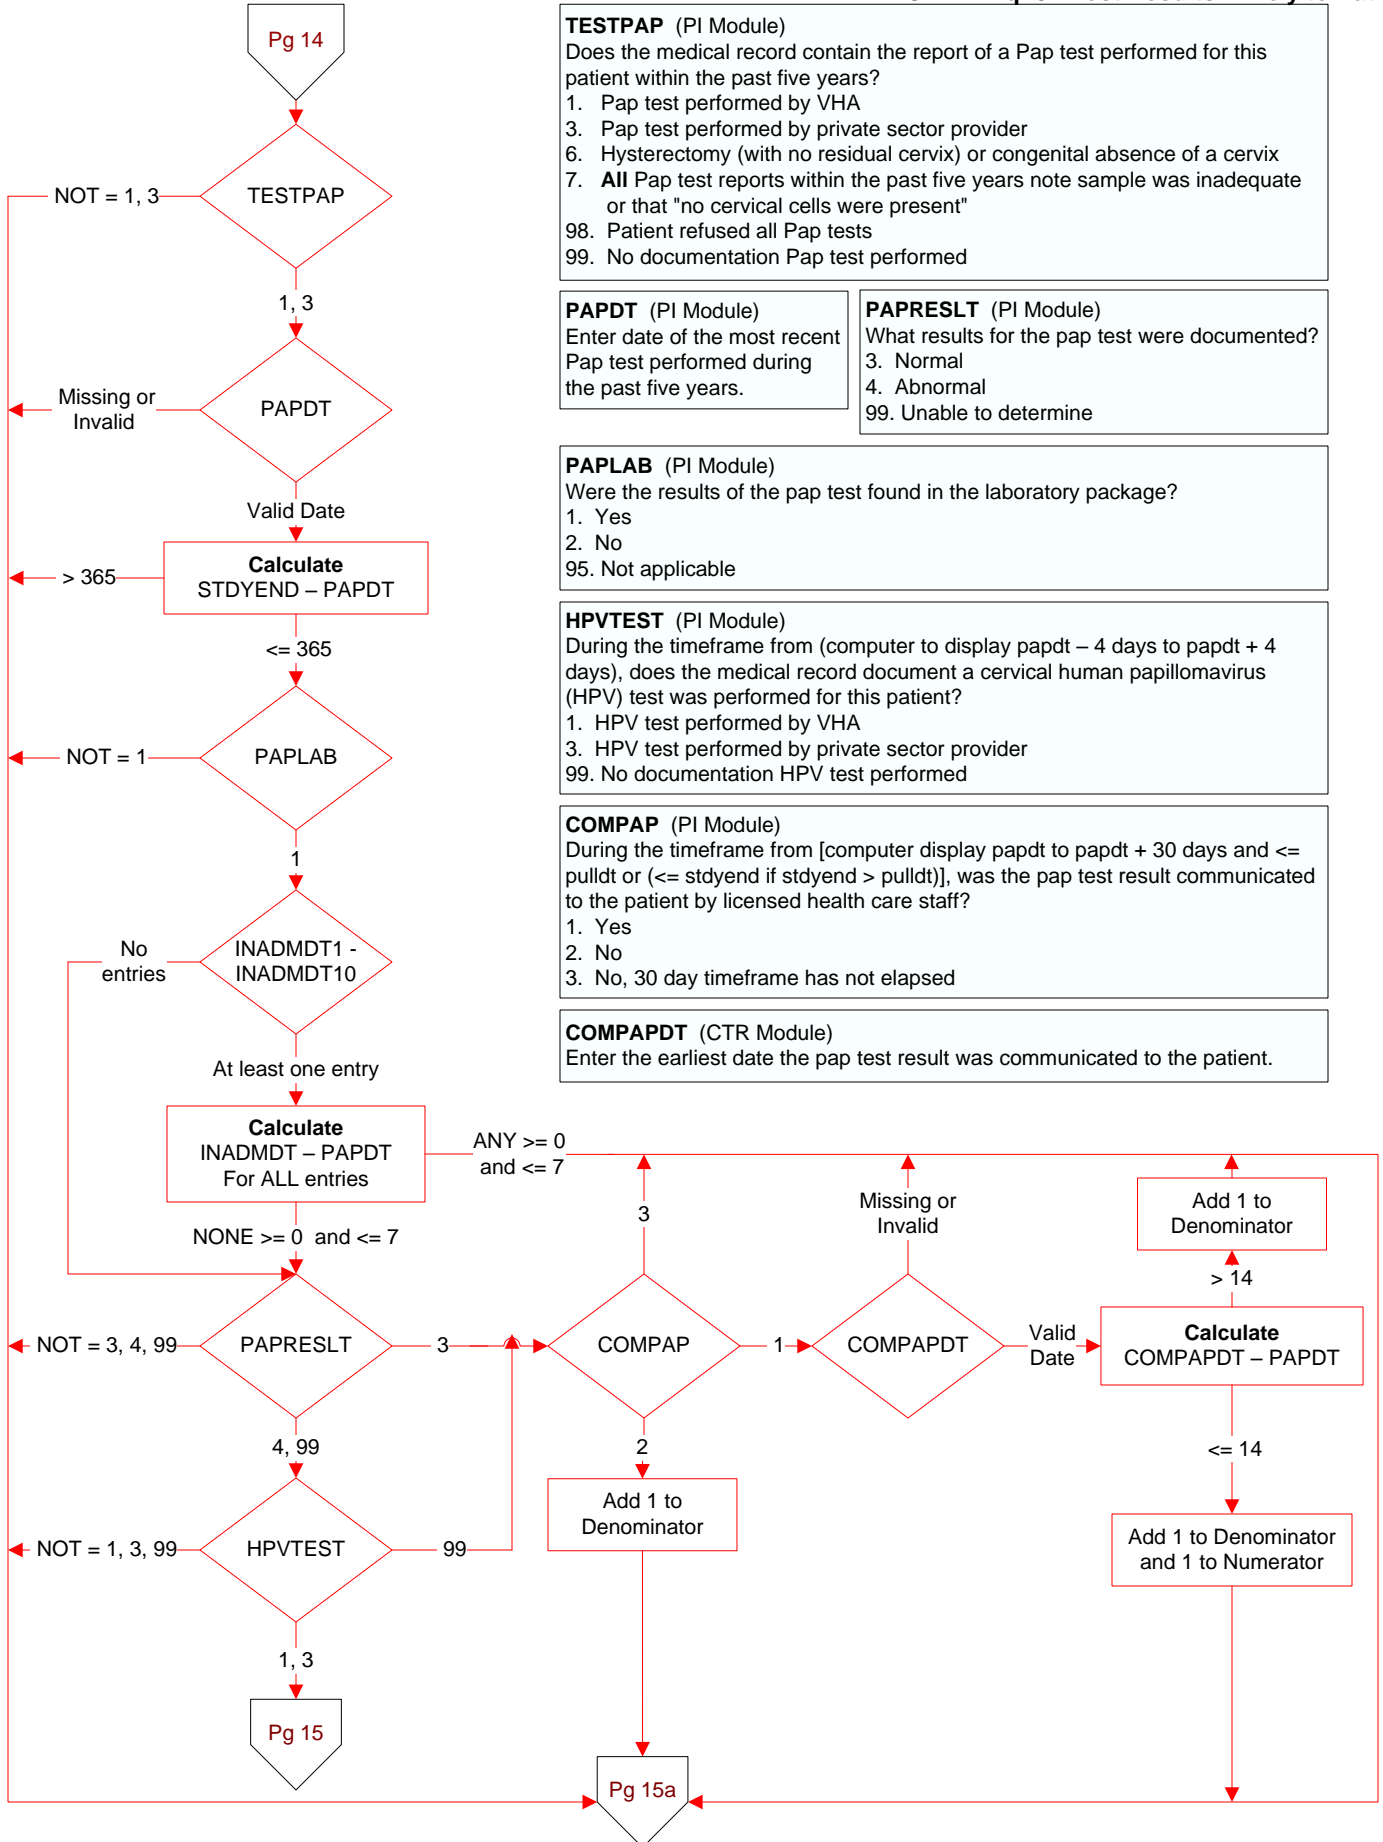 Pg 14
TESTPAP
NOT = 1, 3
1, 3
PAPDT
Missing or
Invalid
Valid Date
Calculate
STDYEND – PAPDT
> 365
<= 365
PAPLAB
NOT = 1
1
INADMDT1 -
INADMDT10
No
entries
At least one entry
Calculate
INADMDT – PAPDT
For ALL entries
ANY >= 0
and <= 7
NONE >= 0 and <= 7
PAPRESLT
NOT = 3, 4, 99
3
4, 99
HPVTEST
NOT = 1, 3, 99
99
1, 3
Pg 15
TESTPAP (PI Module)
Does the medical record contain the report of a Pap test performed for this
patient within the past five years?
1. Pap test performed by VHA
3. Pap test performed by private sector provider
6. Hysterectomy (with no residual cervix) or congenital absence of a cervix
7. All Pap test reports within the past five years note sample was inadequate
or that "no cervical cells were present"
98. Patient refused all Pap tests
99. No documentation Pap test performed
PAPDT (PI Module)
Enter date of the most recent
Pap test performed during
the past five years.
PAPRESLT (PI Module)
What results for the pap test were documented?
3. Normal
4. Abnormal
99. Unable to determine
PAPLAB (PI Module)
Were the results of the pap test found in the laboratory package?
1. Yes
2. No
95. Not applicable
HPVTEST (PI Module)
During the timeframe from (computer to display papdt – 4 days to papdt + 4
days), does the medical record document a cervical human papillomavirus
(HPV) test was performed for this patient?
1. HPV test performed by VHA
3. HPV test performed by private sector provider
99. No documentation HPV test performed
COMPAP (PI Module)
During the timeframe from [computer display papdt to papdt + 30 days and <=
pulldt or (<= stdyend if stdyend > pulldt)], was the pap test result communicated
to the patient by licensed health care staff?
1. Yes
2. No
3. No, 30 day timeframe has not elapsed
COMPAPDT (CTR Module)
Enter the earliest date the pap test result was communicated to the patient.
COMPAP
3
1
2
Add 1 to
Denominator
COMPAPDT
Missing or
Invalid
Valid
Date
Calculate
COMPAPDT – PAPDT
> 14
Add 1 to
Denominator
<= 14
Add 1 to Denominator
and 1 to Numerator
Pg 15a